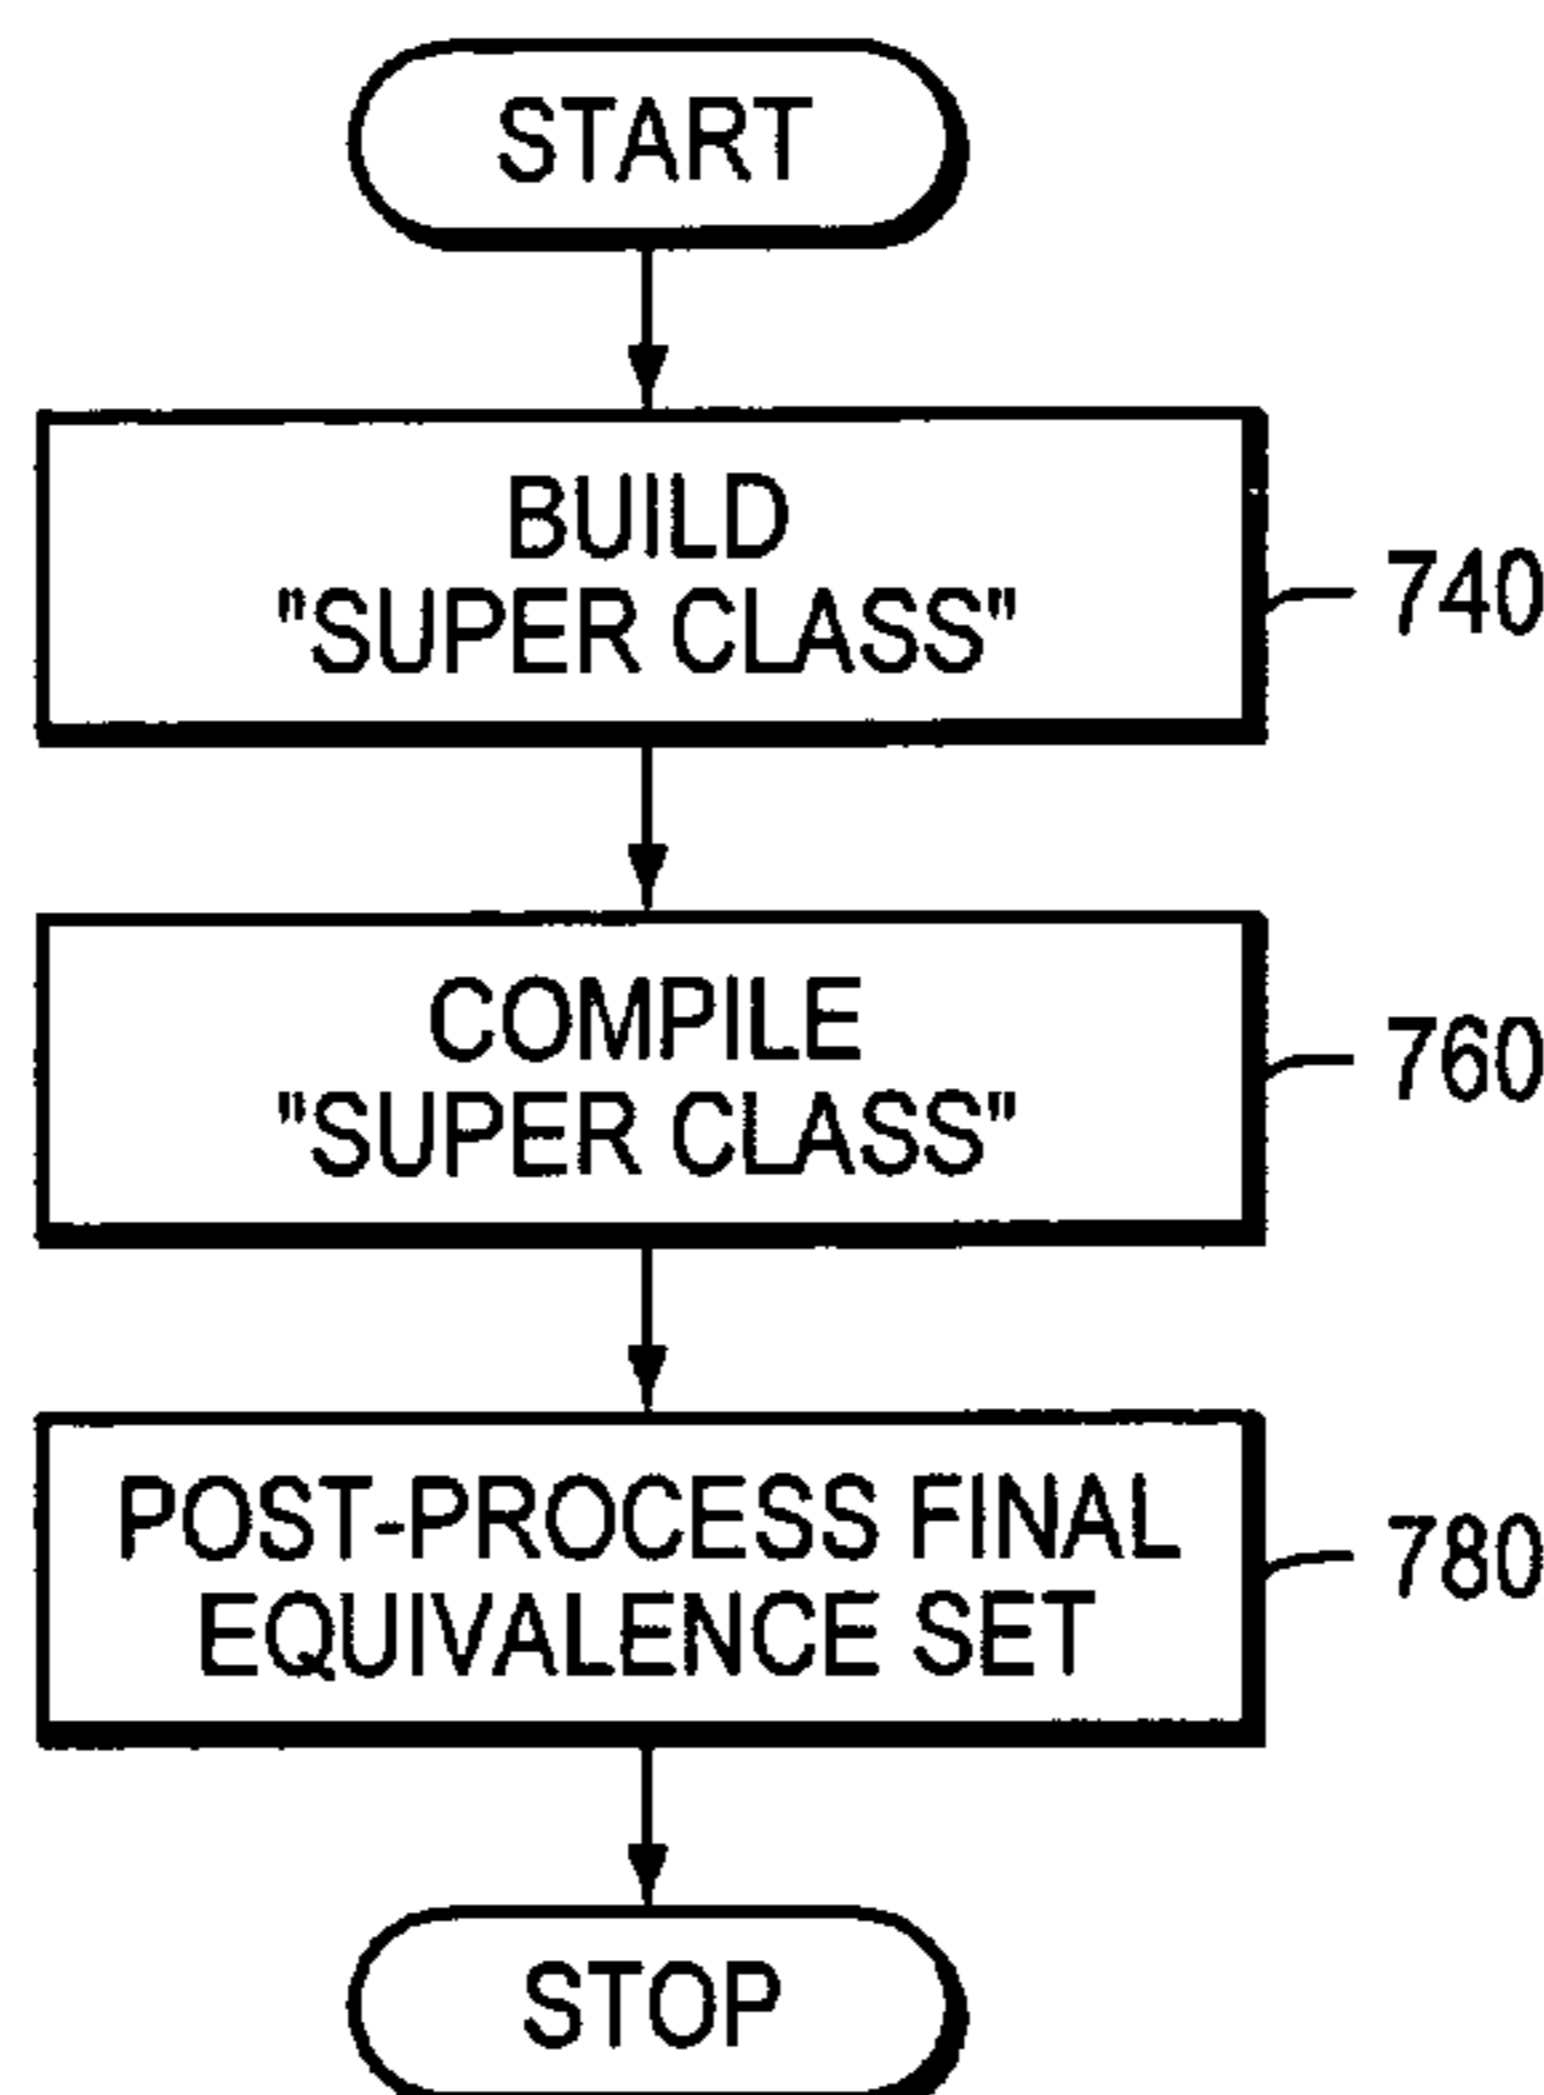 START
BUILD
"SUPER CLASS"
740
COMPILE
"SUPER CLASS"
760
POST-PROCESS FINAL
EQUIVALENCE SET
780
STOP